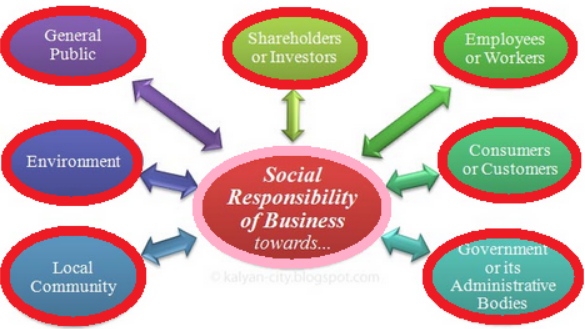 General
Public
Shareholders
or Investors
Employees
or Workers
Environment
Social
Responsibility
of Business
towards...
Consumers
or Customers
Local
Community
Government
or its
Administrative
Bodies
© kalyan-city.blogspot.com